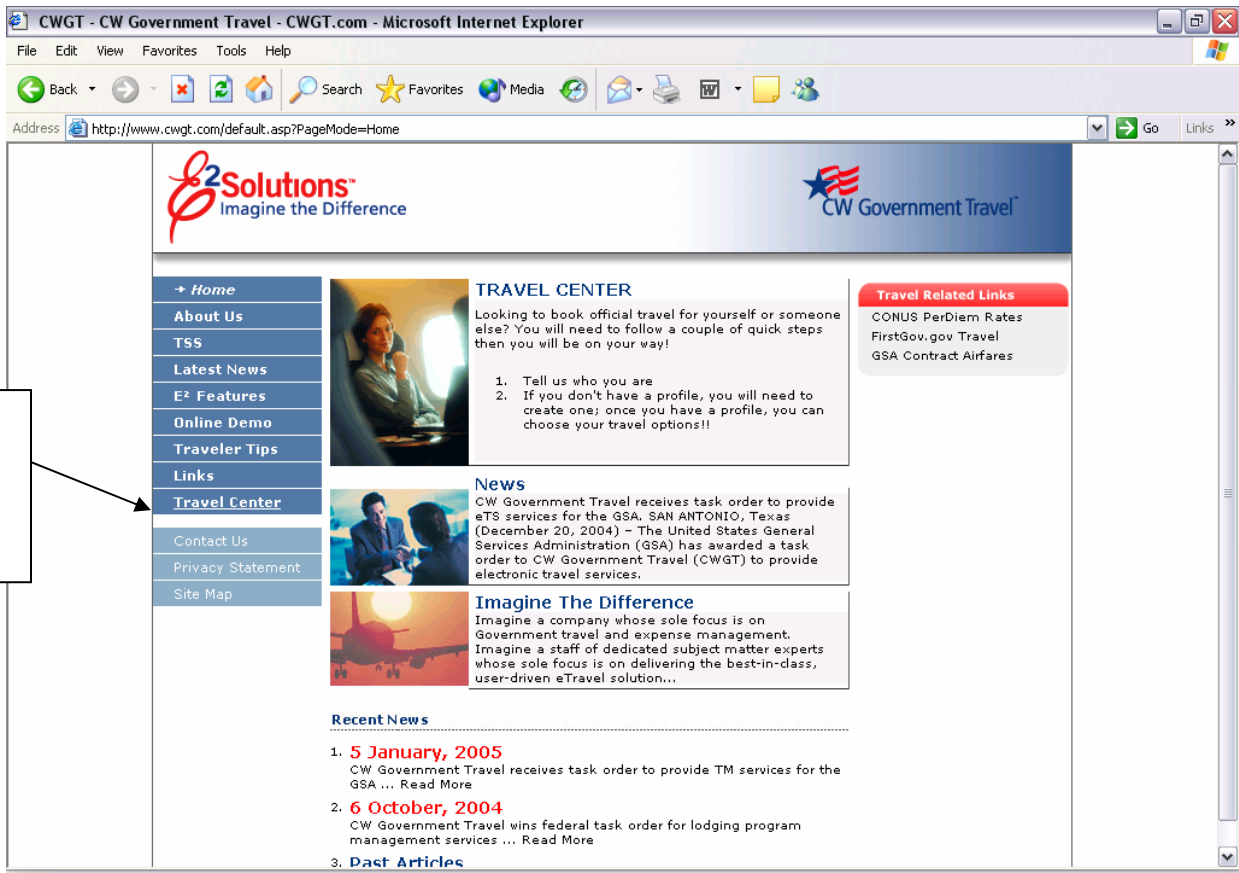 CWGT - CW Government Travel - CWGT.com - Microsoft Internet Explorer
File Edit View Favorites Tools Help
Back Search Favorites Media
Address http://www.cwgt.com/default.asp?PageMode=Home Go Links »
E2Solutions™
Imagine the Difference
CW Government Travel™
→ Home
About Us
TSS
Latest News
E² Features
Online Demo
Traveler Tips
Links
Travel Center
Contact Us
Privacy Statement
Site Map
TRAVEL CENTER
Looking to book official travel for yourself or someone
else? You will need to follow a couple of quick steps
then you will be on your way!
1. Tell us who you are
2. If you don't have a profile, you will need to
create one; once you have a profile, you can
choose your travel options!!
News
CW Government Travel receives task order to provide
eTS services for the GSA. SAN ANTONIO, Texas
(December 20, 2004) – The United States General
Services Administration (GSA) has awarded a task
order to CW Government Travel (CWGT) to provide
electronic travel services.
Imagine The Difference
Imagine a company whose sole focus is on
Government travel and expense management.
Imagine a staff of dedicated subject matter experts
whose sole focus is on delivering the best-in-class,
user-driven eTravel solution...
Recent News
1. 5 January, 2005
CW Government Travel receives task order to provide TM services for the
GSA ... Read More
2. 6 October, 2004
CW Government Travel wins federal task order for lodging program
management services ... Read More
3. Past Articles
Travel Related Links
CONUS PerDiem Rates
FirstGov.gov Travel
GSA Contract Airfares